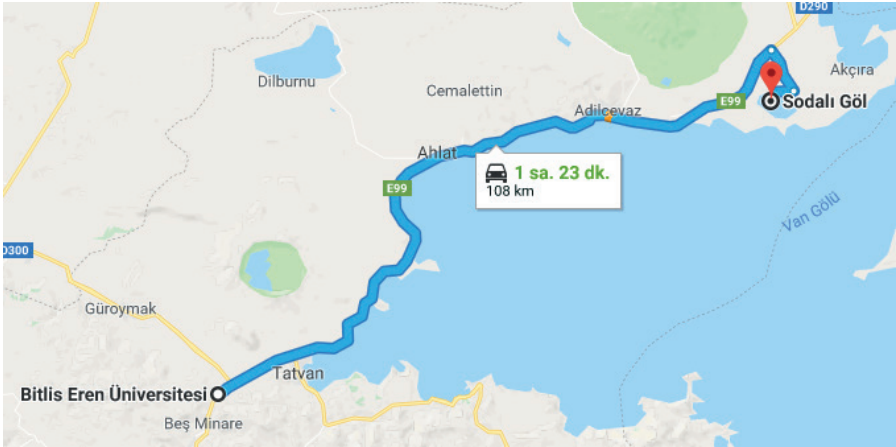 D290
Akçıra
Dilburnu
Cemalettin
E99
Sodalı Göl
Adilcevaz
Ahlat
1 sa. 23 dk.
108 km
E99
Van Gölü
D300
Güroymak
Tatvan
Bitlis Eren Üniversitesi
Beş Minare